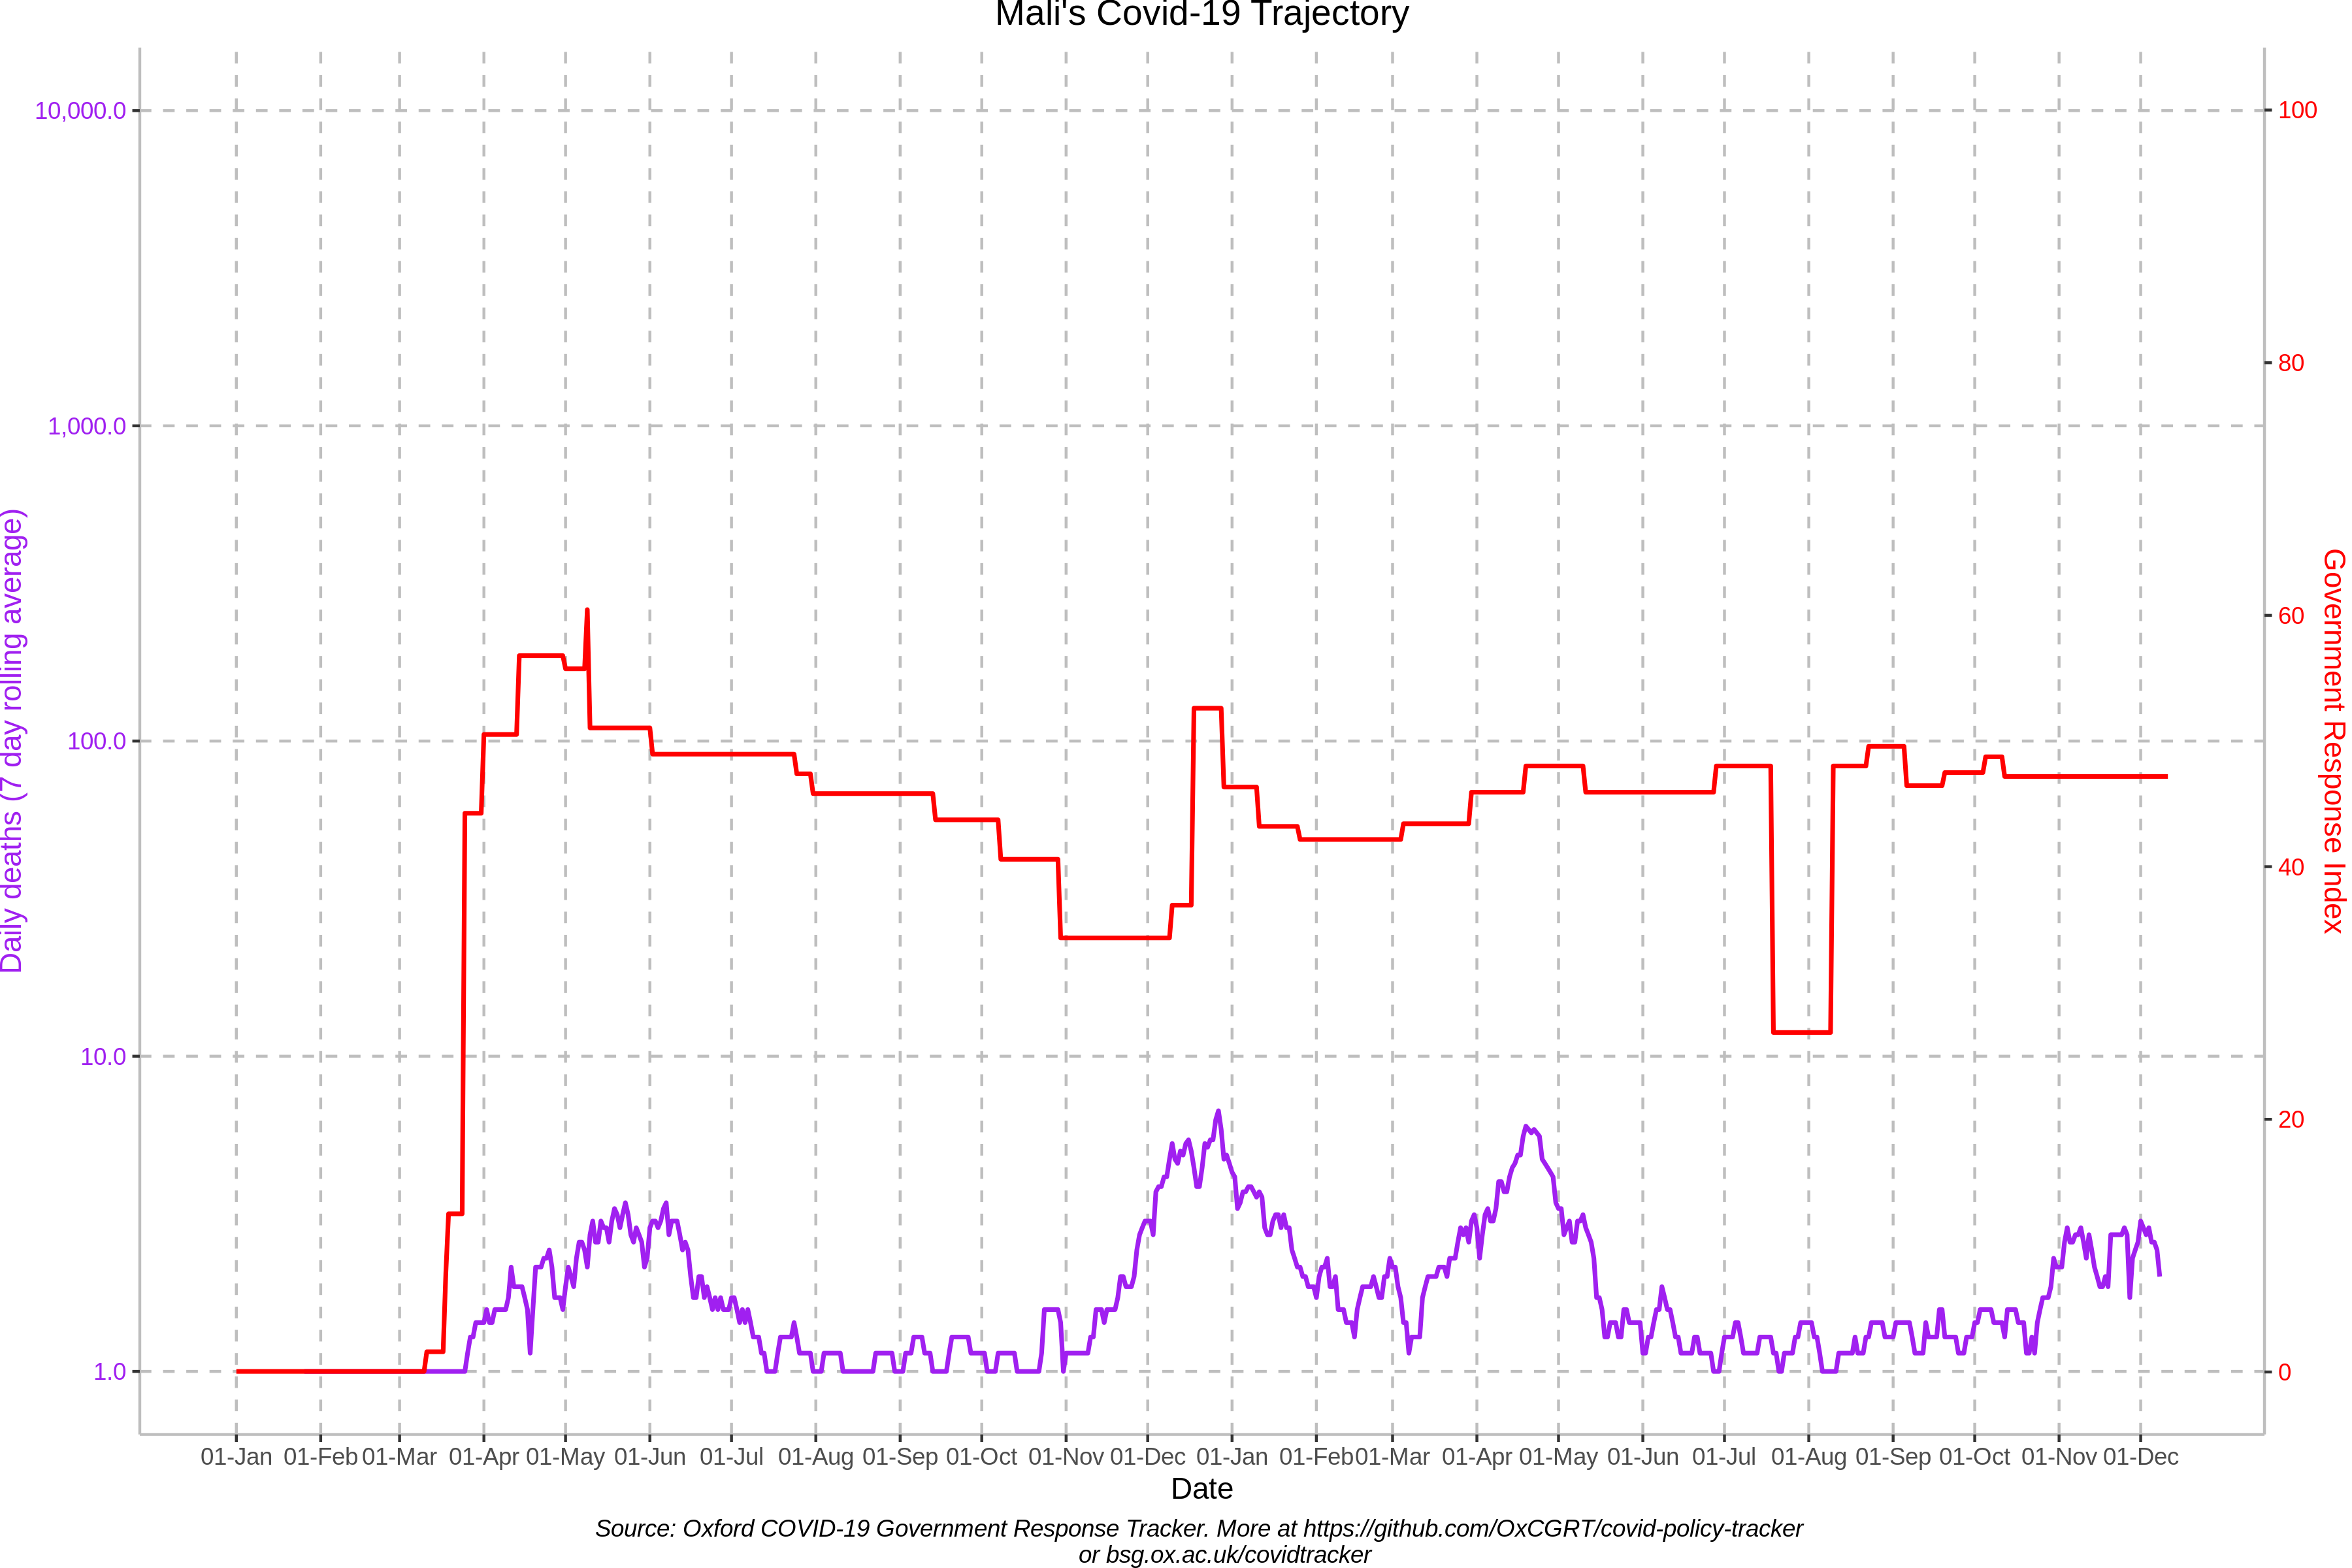 Mali's Covid-19 Trajectory
10,000.0
1,000.0
100.0
10.0
1.0
Daily deaths (7 day rolling average)
100
80
60
40
20
0
Government Response Index
01-Jan 01-Feb 01-Mar 01-Apr 01-May 01-Jun 01-Jul 01-Aug 01-Sep 01-Oct 01-Nov 01-Dec 01-Jan 01-Feb 01-Mar 01-Apr 01-May 01-Jun 01-Jul 01-Aug 01-Sep 01-Oct 01-Nov 01-Dec
Date
Source: Oxford COVID-19 Government Response Tracker. More at https://github.com/OxCGRT/covid-policy-tracker
or bsg.ox.ac.uk/covidtracker